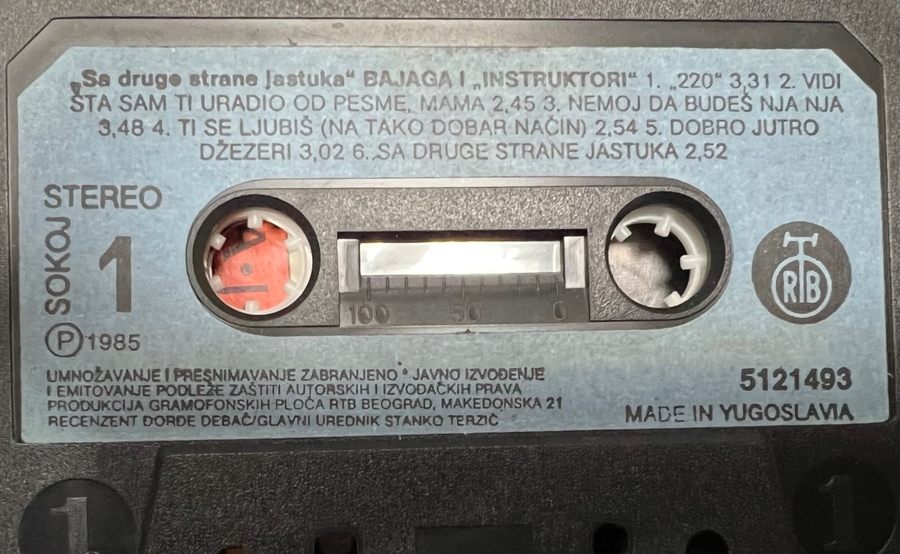 „Sa druge strane jastuka“ BAJAGA I „INSTRUKTORI“ 1. „220“ 3,31 2. VIDI
ŠTA SAM TI URADIO OD PESME, MAMA 2,45 3. NEMOJ DA BUDEŠ NJA NJA
3,48 4. TI SE LJUBIŠ (NA TAKO DOBAR NAČIN) 2,54 5. DOBRO JUTRO
DŽEZERI 3,02 6. SA DRUGE STRANE JASTUKA 2,52
STEREO
SOKOJ
1
Ⓟ 1985
100 50 0
RTB
UMNOŽAVANJE I PRESNIMAVANJE ZABRANJENO * JAVNO IZVOĐENJE
I EMITOVANJE PODLEŽE ZAŠTITI AUTORSKIH I IZVOĐAČKIH PRAVA
PRODUKCIJA GRAMOFONSKIH PLOČA RTB BEOGRAD, MAKEDONSKA 21
RECENZENT ĐORĐE DEBAČ/GLAVNI UREDNIK STANKO TERZIĆ
5121493
MADE IN YUGOSLAVIA
1 1